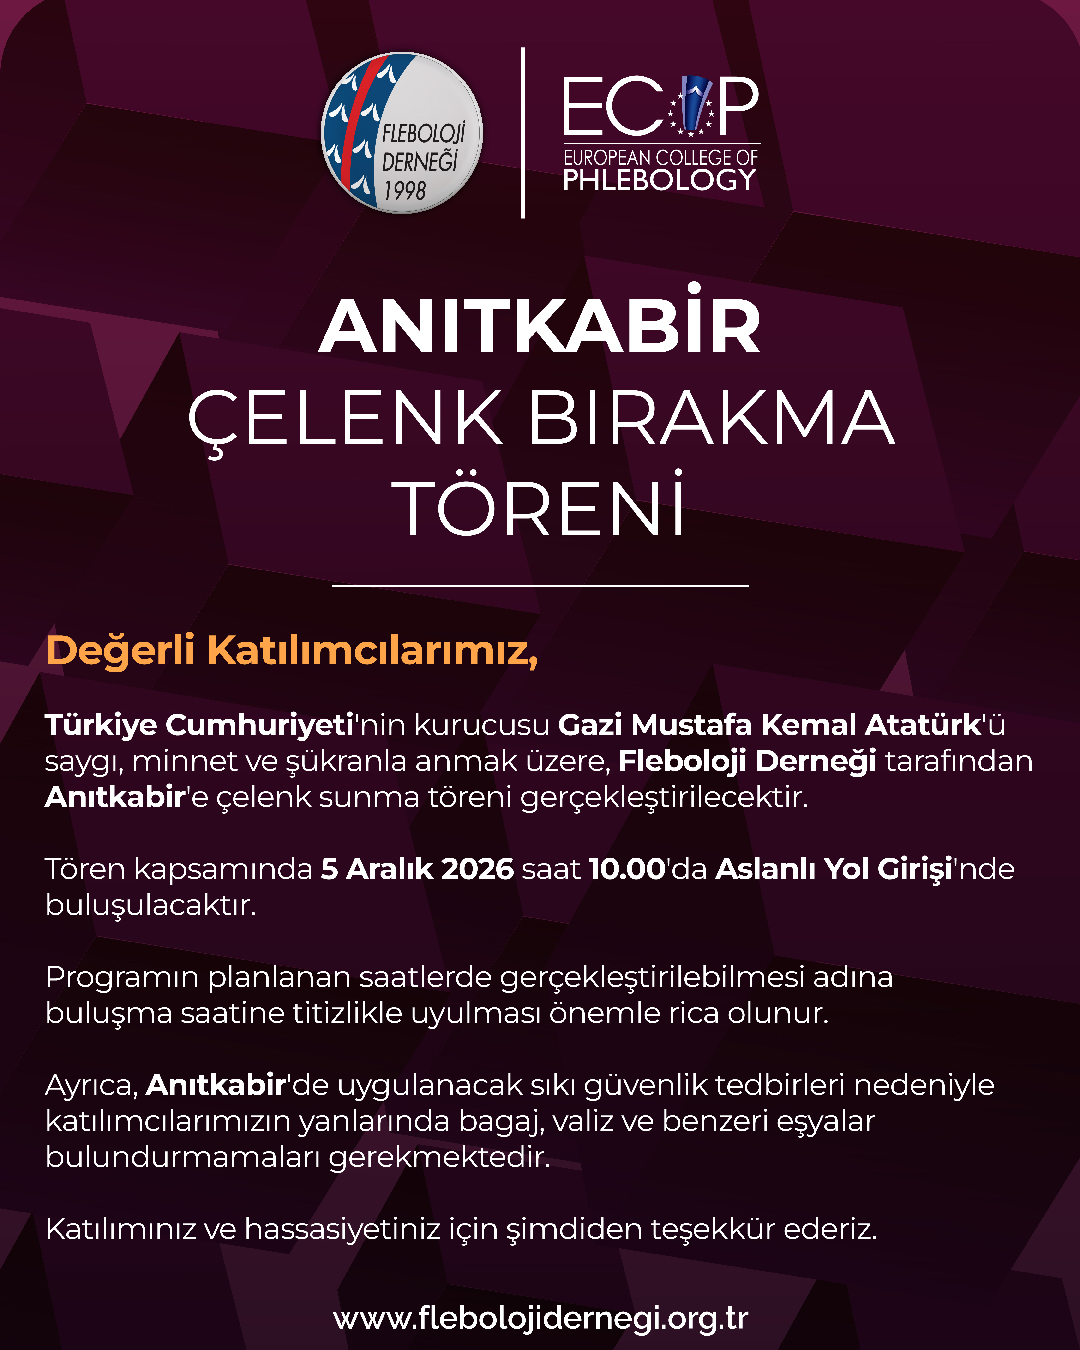 FLEBOLOJİ
DERNEĞİ
1998
ECP
EUROPEAN COLLEGE OF
PHLEBOLOGY
ANITKABİR
ÇELENK BIRAKMA
TÖRENİ
Değerli Katılımcılarımız,
Türkiye Cumhuriyeti'nin kurucusu Gazi Mustafa Kemal Atatürk'ü
saygı, minnet ve şükranla anmak üzere, Fleboloji Derneği tarafından
Anıtkabir'e çelenk sunma töreni gerçekleştirilecektir.
Tören kapsamında 5 Aralık 2026 saat 10.00'da Aslanlı Yol Girişi'nde
buluşulacaktır.
Programın planlanan saatlerde gerçekleştirilebilmesi adına
buluşma saatine titizlikle uyulması önemle rica olunur.
Ayrıca, Anıtkabir'de uygulanacak sıkı güvenlik tedbirleri nedeniyle
katılımcılarımızın yanlarında bagaj, valiz ve benzeri eşyalar
bulundurmamaları gerekmektedir.
Katılımınız ve hassasiyetiniz için şimdiden teşekkür ederiz.
www.flebolojidernegi.org.tr